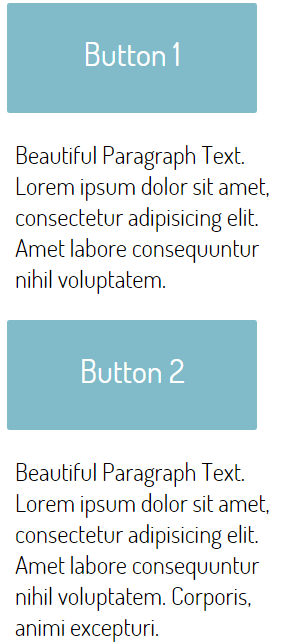 Button 1
Beautiful Paragraph Text.
Lorem ipsum dolor sit amet,
consectetur adipisicing elit.
Amet labore consequuntur
nihil voluptatem.
Button 2
Beautiful Paragraph Text.
Lorem ipsum dolor sit amet,
consectetur adipisicing elit.
Amet labore consequuntur
nihil voluptatem. Corporis,
animi excepturi.